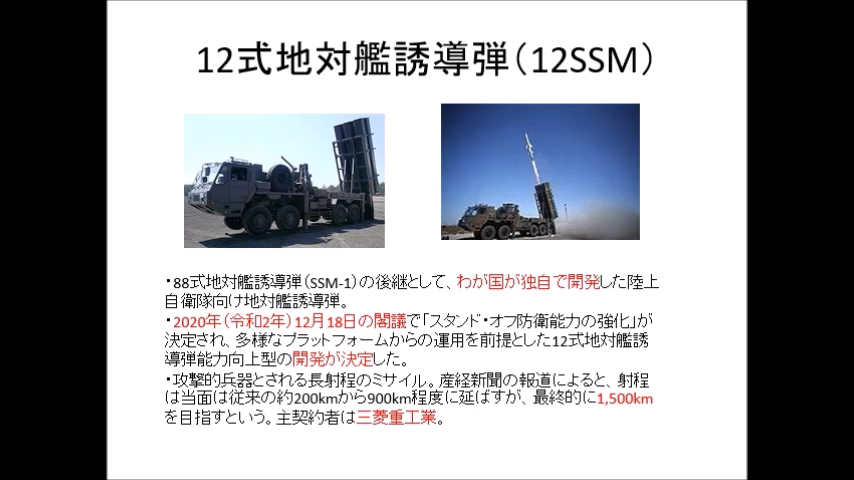 12式地対艦誘導弾（12SSM）
・88式地対艦誘導弾（SSM-1）の後継として、わが国が独自で開発した陸上
自衛隊向け地対艦誘導弾。
・2020年（令和2年）12月18日の閣議で「スタンド・オフ防衛能力の強化」が
決定され、多様なプラットフォームからの運用を前提とした12式地対艦誘
導弾能力向上型の開発が決定した。
・攻撃的兵器とされる長射程のミサイル。産経新聞の報道によると、射程
は当面は従来の約200kmから900km程度に延ばすが、最終的に1,500km
を目指すという。主契約者は三菱重工業。